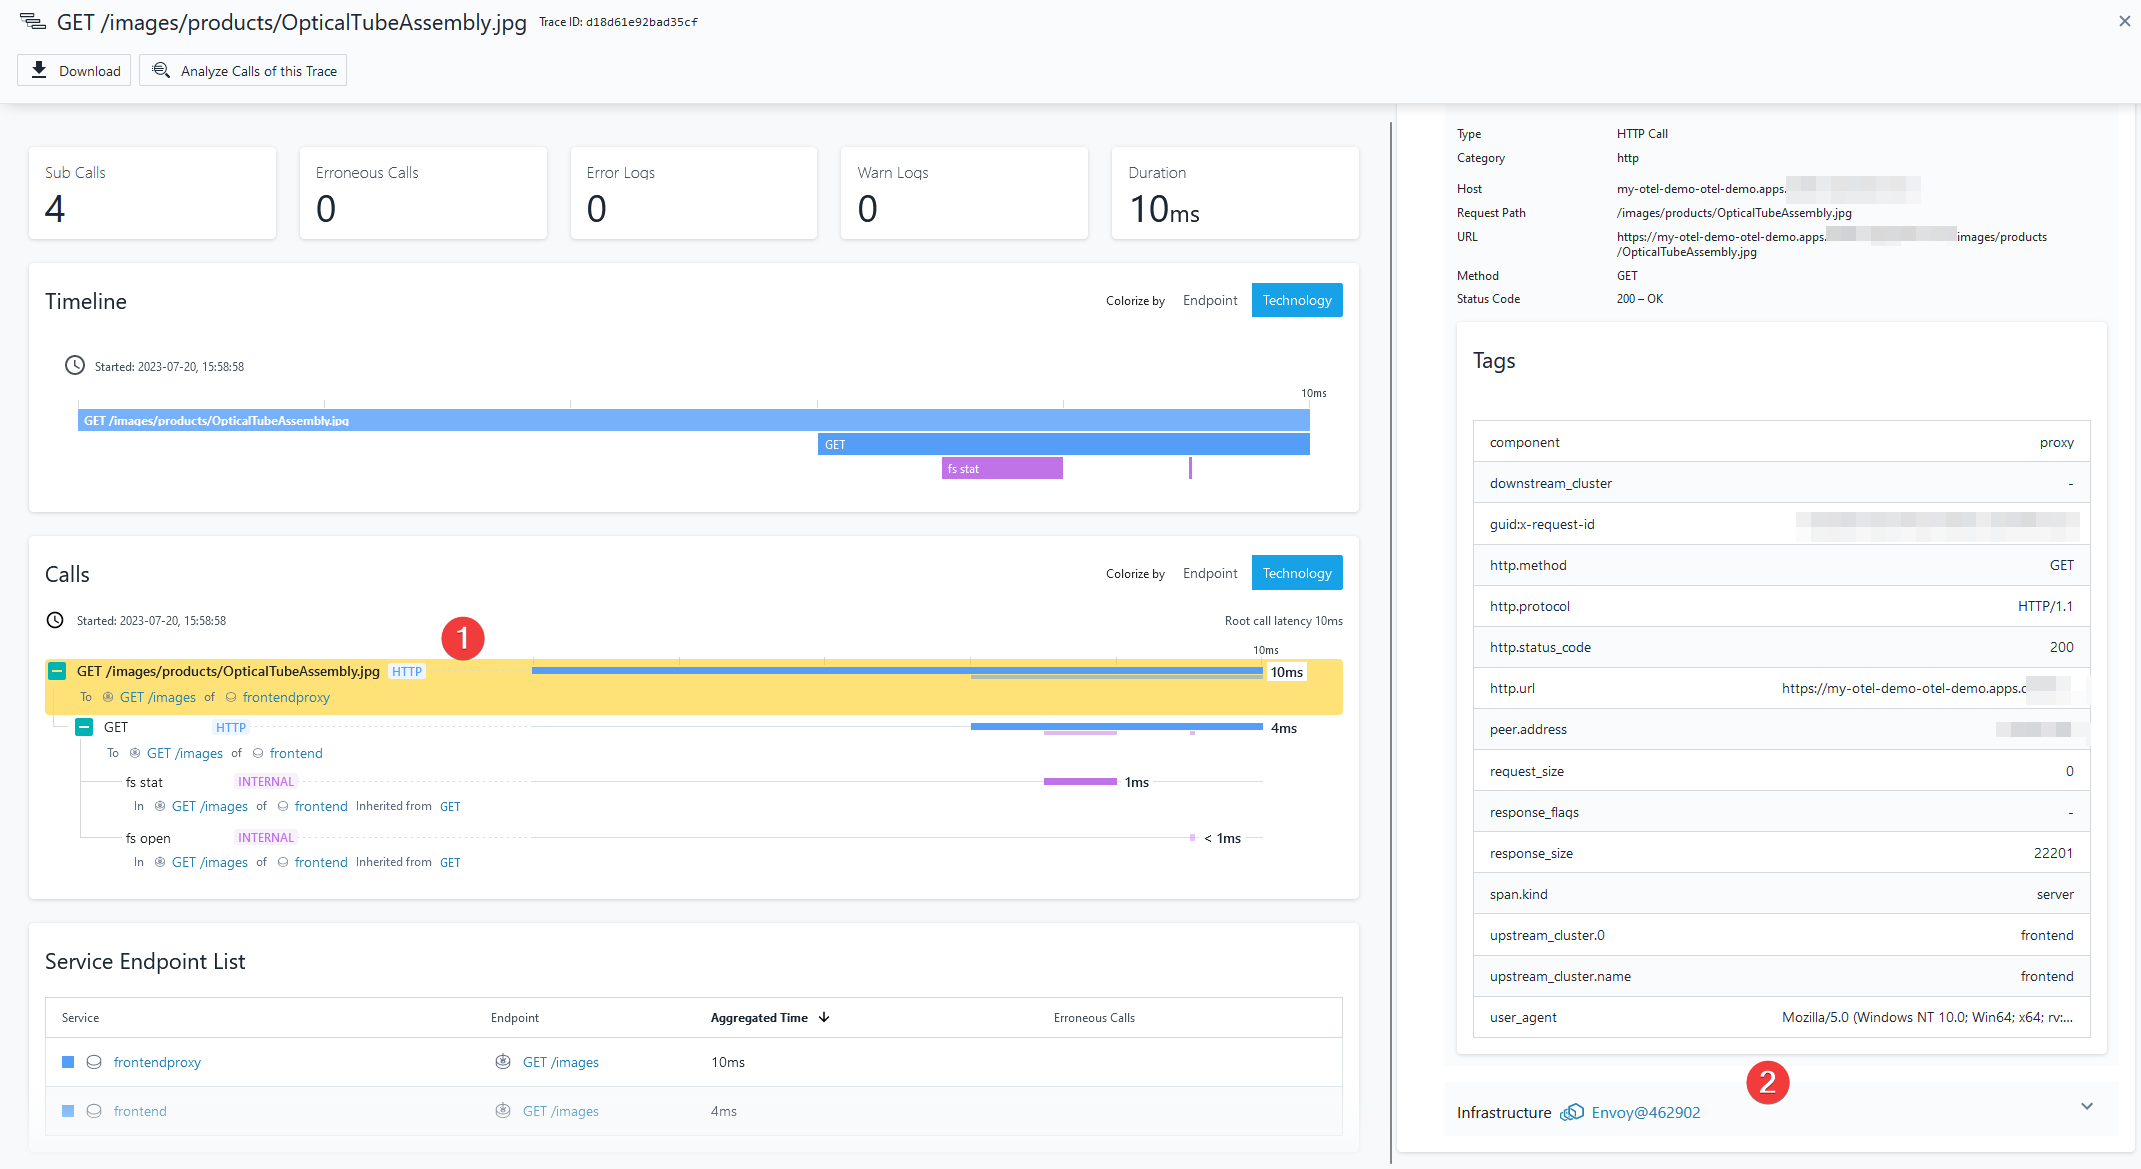 GET /images/products/OpticalTubeAssembly.jpg Trace ID: d18d61e92bad35cf
Download Analyze Calls of this Trace
Sub Calls
4
Erroneous Calls
0
Error Logs
0
Warn Logs
0
Duration
10ms
Timeline
Colorize by Endpoint Technology
Started: 2023-07-20, 15:58:58
10ms
GET /images/products/OpticalTubeAssembly.jpg
GET
fs stat
Calls
Colorize by Endpoint Technology
Started: 2023-07-20, 15:58:58
Root call latency 10ms
1
10ms
GET /images/products/OpticalTubeAssembly.jpg HTTP 10ms
To GET /images of frontendproxy
GET HTTP 4ms
To GET /images of frontend
fs stat INTERNAL 1ms
In GET /images of frontend Inherited from GET
fs open INTERNAL < 1ms
In GET /images of frontend Inherited from GET
Service Endpoint List
Service Endpoint Aggregated Time Erroneous Calls
frontendproxy GET /images 10ms
frontend GET /images 4ms
Type HTTP Call
Category http
Host my-otel-demo-otel-demo.apps.
Request Path /images/products/OpticalTubeAssembly.jpg
URL https://my-otel-demo-otel-demo.apps. images/products
/OpticalTubeAssembly.jpg
Method GET
Status Code 200 – OK
Tags
component proxy
downstream_cluster -
guid:x-request-id
http.method GET
http.protocol HTTP/1.1
http.status_code 200
http.url https://my-otel-demo-otel-demo.apps.c
peer.address
request_size 0
response_flags -
response_size 22201
span.kind server
upstream_cluster.0 frontend
upstream_cluster.name frontend
user_agent Mozilla/5.0 (Windows NT 10.0; Win64; x64; rv:...
2
Infrastructure Envoy@462902